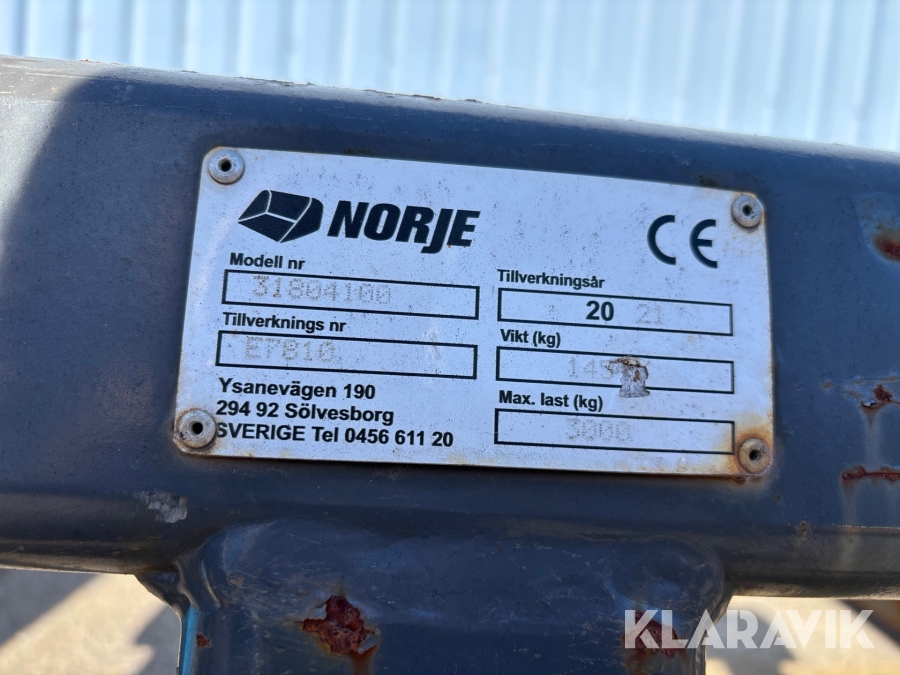 NORJE
CE
Modell nr
31804100
Tillverkningsår
20 21
Tillverknings nr
E7810
Vikt (kg)
Max. last (kg)
3000
Ysanevägen 190
294 92 Sölvesborg
SVERIGE Tel 0456 611 20
KLARAVIK